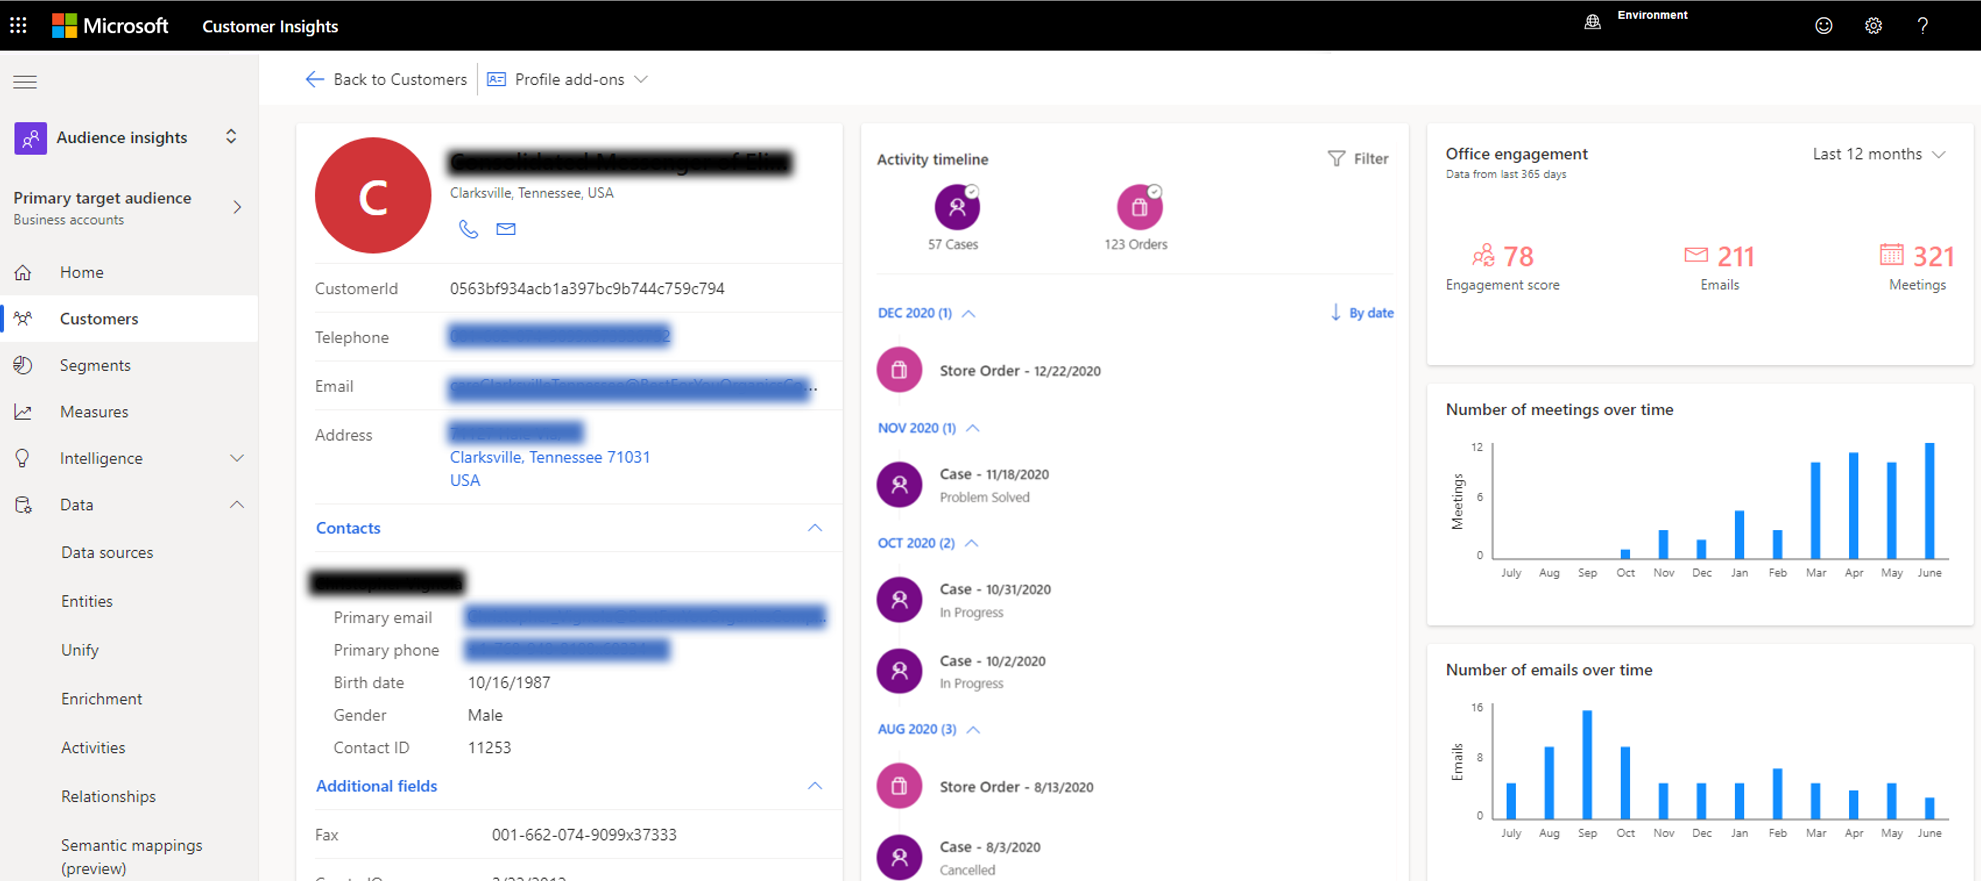 Microsoft Customer Insights
Environment
Back to Customers
Profile add-ons
Audience insights
Primary target audience
Business accounts
Home
Customers
Segments
Measures
Intelligence
Data
Data sources
Entities
Unify
Enrichment
Activities
Relationships
Semantic mappings
(preview)
C
Clarksville, Tennessee, USA
CustomerId 0563bf934acb1a397bc9b744c759c794
Telephone
Email
Address
Clarksville, Tennessee 71031
USA
Contacts
Primary email
Primary phone
Birth date 10/16/1987
Gender Male
Contact ID 11253
Additional fields
Fax 001-662-074-9099x37333
Activity timeline
Filter
57 Cases
123 Orders
DEC 2020 (1)
By date
Store Order - 12/22/2020
NOV 2020 (1)
Case - 11/18/2020
Problem Solved
OCT 2020 (2)
Case - 10/31/2020
In Progress
Case - 10/2/2020
In Progress
AUG 2020 (3)
Store Order - 8/13/2020
Case - 8/3/2020
Cancelled
Office engagement
Last 12 months
Data from last 365 days
78 211 321
Engagement score Emails Meetings
Number of meetings over time
12
6
0
Meetings
July Aug Sep Oct Nov Dec Jan Feb Mar Apr May June
Number of emails over time
16
8
0
Emails
July Aug Sep Oct Nov Dec Jan Feb Mar Apr May June